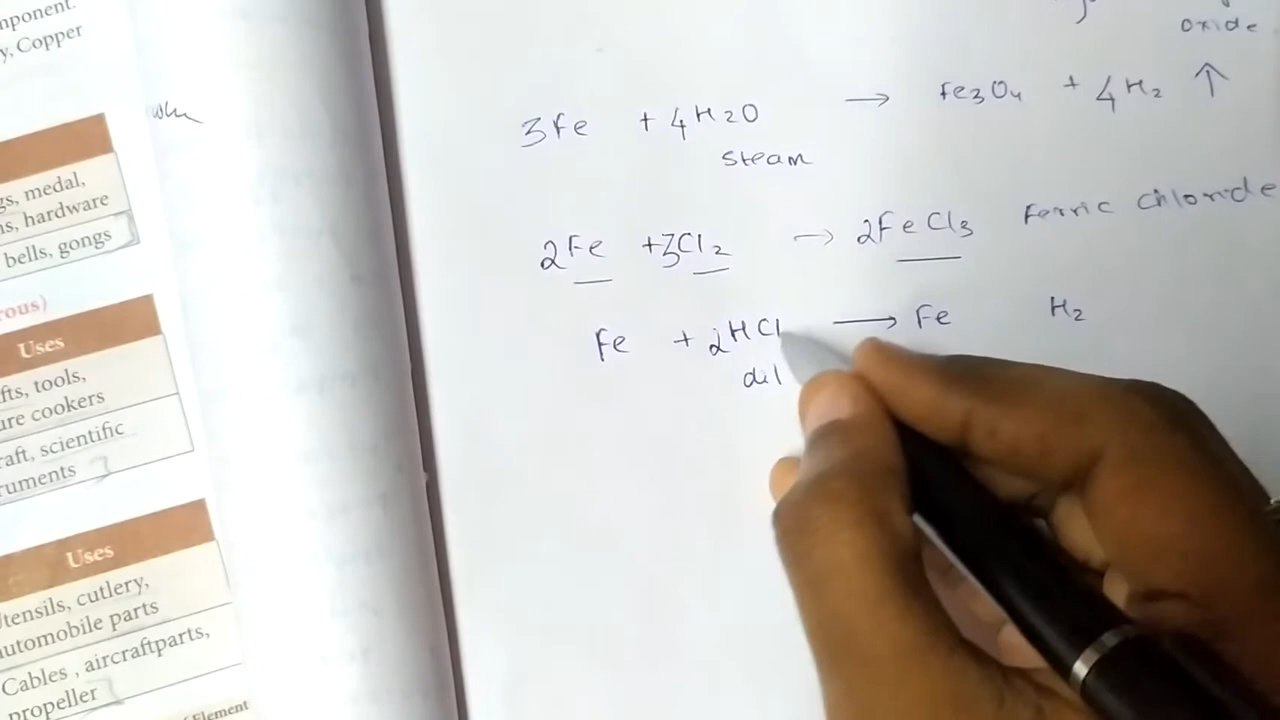 mponent.
y, Copper
gs, medal,
ns, hardware
bells, gongs
rous)
Uses
fts, tools,
ure cookers
raft, scientific
ruments
Uses
tensils, cutlery,
utomobile parts
Cables , aircraftparts,
propeller
Element
oxide
3Fe + 4H2O → Fe3O4 + 4H2 ↑
steam
2Fe + 3Cl2 → 2FeCl3 Ferric chloride
Fe + 2HCl → Fe H2
dil